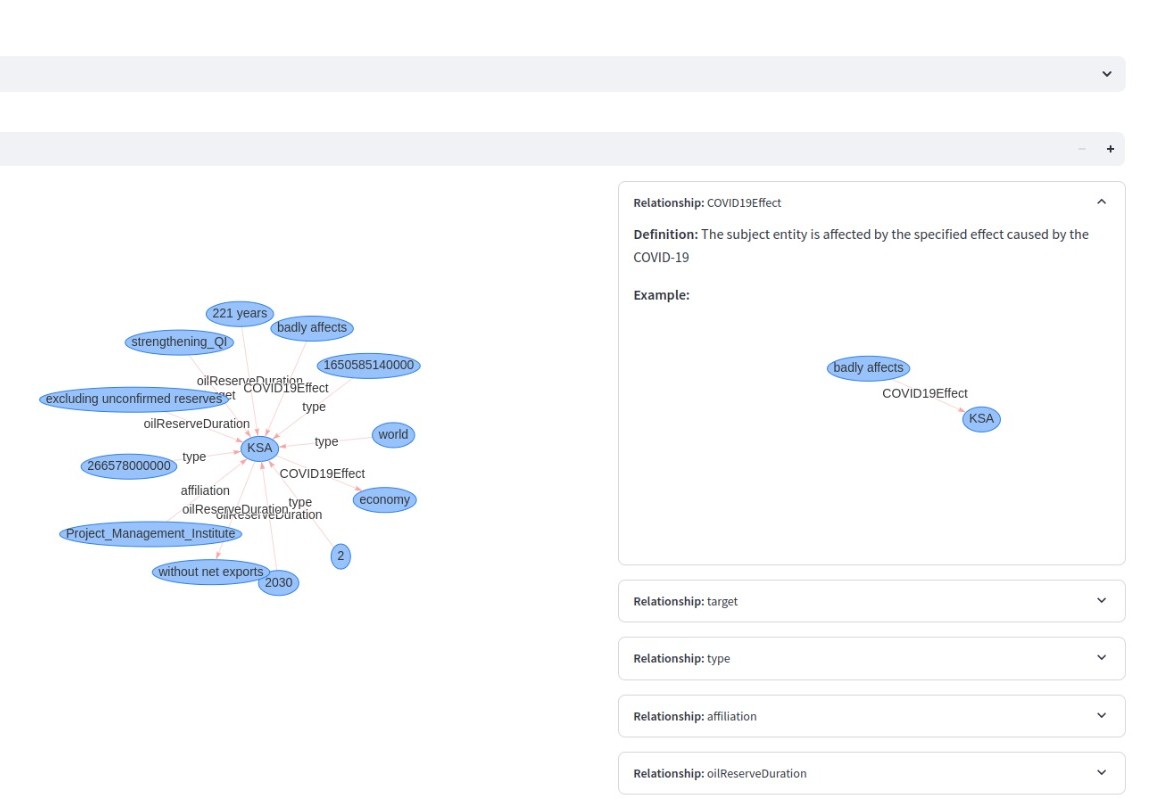 −
+
Relationship: COVID19Effect
Definition: The subject entity is affected by the specified effect caused by the
COVID-19
Example:
badly affects
COVID19Effect
KSA
Relationship: target
Relationship: type
Relationship: affiliation
Relationship: oilReserveDuration
221 years
badly affects
strengthening_QI
1650585140000
oilReserveDuration
COVID19Effect
excluding unconfirmed reserves
type
oilReserveDuration
world
type
KSA
type
266578000000
COVID19Effect
affiliation
economy
type
oilReserveDuration
oilReserveDuration
Project_Management_Institute
2
without net exports
2030